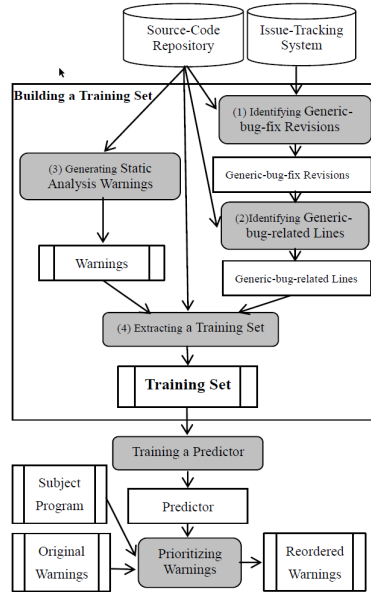 Source-Code
Repository
Issue-Tracking
System
Building a Training Set
(1) Identifying Generic-
bug-fix Revisions
(3) Generating Static
Analysis Warnings
Generic-bug-fix Revisions
(2)Identifying Generic-
bug-related Lines
Warnings
Generic-bug-related Lines
(4) Extracting a Training Set
Training Set
Training a Predictor
Subject
Program
Predictor
Original
Warnings
Prioritizing
Warnings
Reordered
Warnings